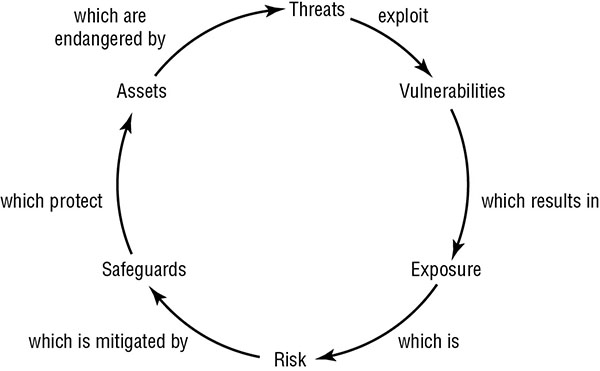 Threats
exploit
Vulnerabilities
which results in
Exposure
which is
Risk
which is mitigated by
Safeguards
which protect
Assets
which are
endangered by